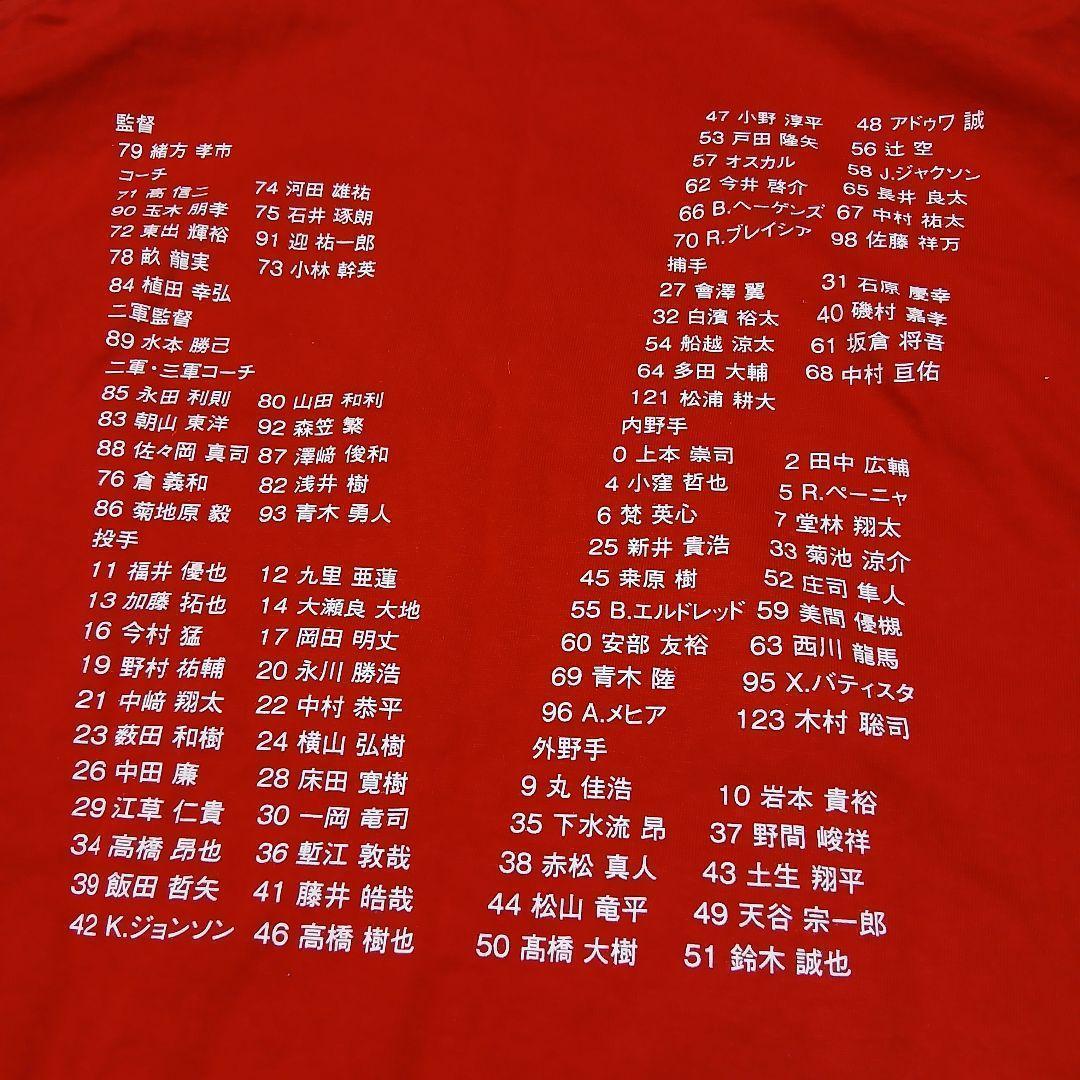 監督
79 緒方 孝市
コーチ
71 高 信二 74 河田 雄祐
90 玉木 朋孝 75 石井 琢朗
72 東出 輝裕 91 迎 祐一郎
78 畝 龍実 73 小林 幹英
84 植田 幸弘
二軍監督
89 水本 勝己
二軍・三軍コーチ
85 永田 利則 80 山田 和利
83 朝山 東洋 92 森笠 繁
88 佐々岡 真司 87 澤﨑 俊和
76 倉 義和 82 浅井 樹
86 菊地原 毅 93 青木 勇人
投手
11 福井 優也 12 九里 亜蓮
13 加藤 拓也 14 大瀬良 大地
16 今村 猛 17 岡田 明丈
19 野村 祐輔 20 永川 勝浩
21 中﨑 翔太 22 中村 恭平
23 薮田 和樹 24 横山 弘樹
26 中田 廉 28 床田 寛樹
29 江草 仁貴 30 一岡 竜司
34 高橋 昂也 36 塹江 敦哉
39 飯田 哲矢 41 藤井 皓哉
42 K.ジョンソン 46 高橋 樹也
47 小野 淳平 48 アドゥワ 誠
53 戸田 隆矢 56 辻 空
57 オスカル 58 J.ジャクソン
62 今井 啓介 65 長井 良太
66 B.ヘーゲンズ 67 中村 祐太
70 R.ブレイシア 98 佐藤 祥万
捕手
27 會澤 翼 31 石原 慶幸
32 白濱 裕太 40 磯村 嘉孝
54 船越 涼太 61 坂倉 将吾
64 多田 大輔 68 中村 亘佑
121 松浦 耕大
内野手
0 上本 崇司 2 田中 広輔
4 小窪 哲也 5 R.ペーニャ
6 梵 英心 7 堂林 翔太
25 新井 貴浩 33 菊池 涼介
45 桒原 樹 52 庄司 隼人
55 B.エルドレッド 59 美間 優槻
60 安部 友裕 63 西川 龍馬
69 青木 陸 95 X.バティスタ
96 A.メヒア 123 木村 聡司
外野手
9 丸 佳浩 10 岩本 貴裕
35 下水流 昂 37 野間 峻祥
38 赤松 真人 43 土生 翔平
44 松山 竜平 49 天谷 宗一郎
50 髙橋 大樹 51 鈴木 誠也